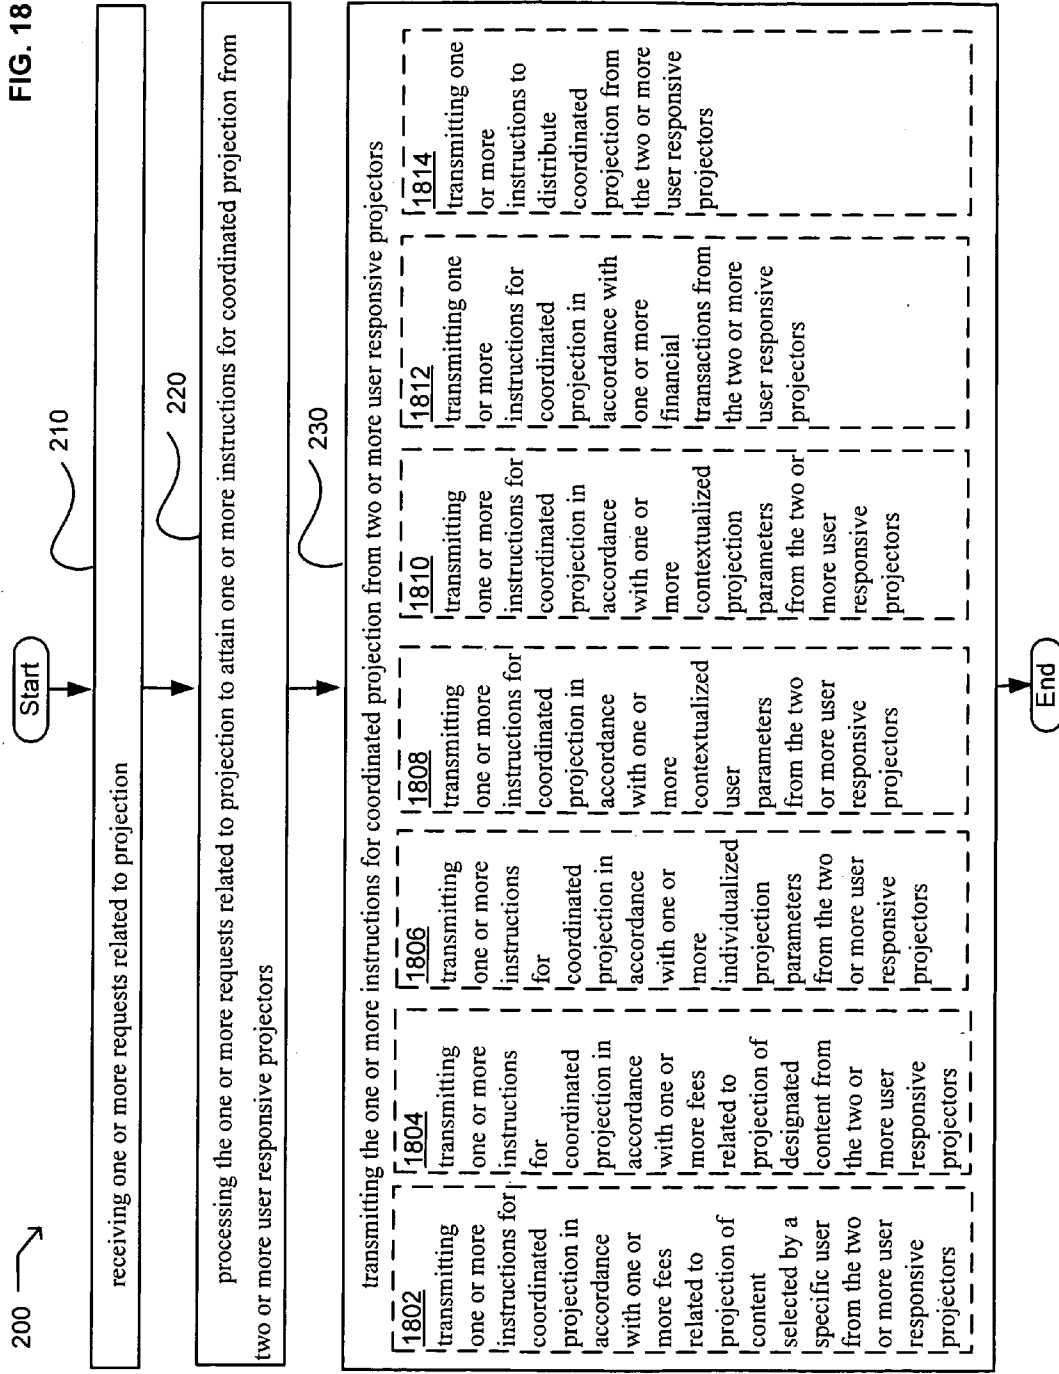 FIG. 18
200
Start
210
receiving one or more requests related to projection
220
processing the one or more requests related to projection to attain one or more instructions for coordinated projection from
two or more user responsive projectors
230
transmitting the one or more instructions for coordinated projection from two or more user responsive projectors
1802
transmitting
one or more
instructions for
coordinated
projection in
accordance
with one or
more fees
related to
projection of
content
selected by a
specific user
from the two
or more user
responsive
projectors
1804
transmitting
one or more
instructions
for
coordinated
projection in
accordance
with one or
more fees
related to
projection of
designated
content from
the two or
more user
responsive
projectors
1806
transmitting
one or more
instructions
for
coordinated
projection in
accordance
with one or
more
individualized
projection
parameters
from the two
or more user
responsive
projectors
1808
transmitting
one or more
instructions for
coordinated
projection in
accordance
with one or
more
contextualized
user
parameters
from the two
or more user
responsive
projectors
1810
transmitting
one or more
instructions for
coordinated
projection in
accordance
with one or
more
contextualized
projection
parameters
from the two or
more user
responsive
projectors
1812
transmitting one
or more
instructions for
coordinated
projection in
accordance with
one or more
financial
transactions from
the two or more
user responsive
projectors
1814
transmitting one
or more
instructions to
distribute
coordinated
projection from
the two or more
user responsive
projectors
End